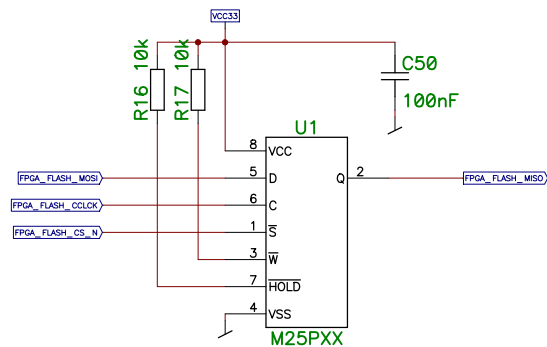 VCC33
R16 10k
R17 10k
C50
100nF
U1
8 VCC
FPGA_FLASH_MOSI 5 D Q 2 FPGA_FLASH_MISO
FPGA_FLASH_CCLCK 6 C
FPGA_FLASH_CS_N 1 S
3 W
7 HOLD
4 VSS
M25PXX